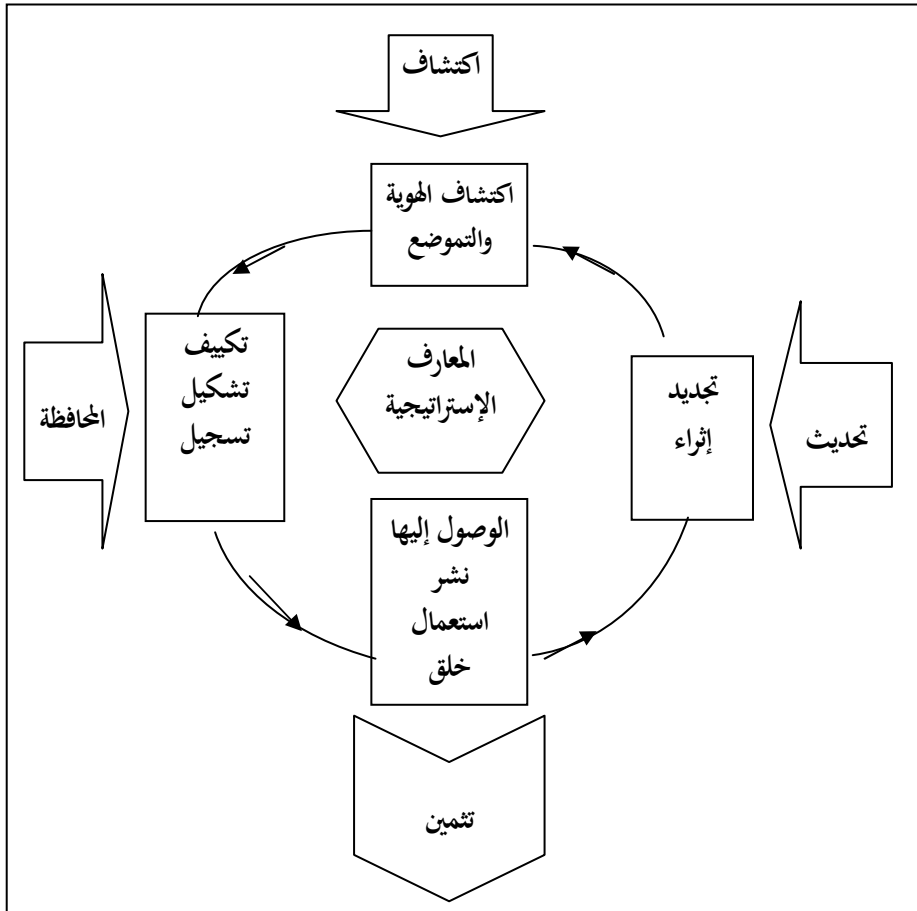 اكتشاف
اكتشاف الهوية
والتموضع
تكييف
تشكيل
تسجيل
المحافظة
المعارف
الإستراتيجية
تجديد
إثراء
تحديث
الوصول إليها
نشر
استعمال
خلق
تثمين